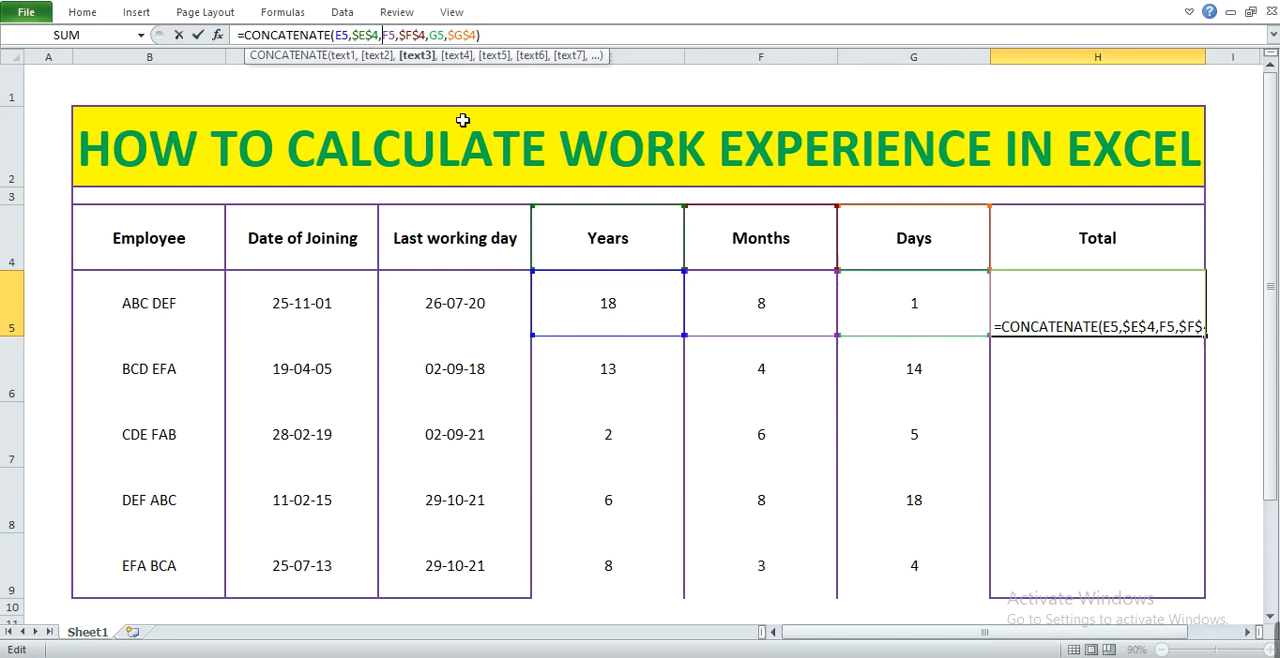 File Home Insert Page Layout Formulas Data Review View
SUM =CONCATENATE(E5,$E$4,F5,$F$4,G5,$G$4)
CONCATENATE(text1, [text2], [text3], [text4], [text5], [text6], [text7], ...)
A B F G H I
1
HOW TO CALCULATE WORK EXPERIENCE IN EXCEL
2
3
Employee Date of Joining Last working day Years Months Days Total
4
ABC DEF 25-11-01 26-07-20 18 8 1
=CONCATENATE(E5,$E$4,F5,$F$4
5
BCD EFA 19-04-05 02-09-18 13 4 14
6
CDE FAB 28-02-19 02-09-21 2 6 5
7
DEF ABC 11-02-15 29-10-21 6 8 18
8
EFA BCA 25-07-13 29-10-21 8 3 4
9
Activate Windows
10
Go to Settings to activate Windows.
11
Sheet1
Edit 90%